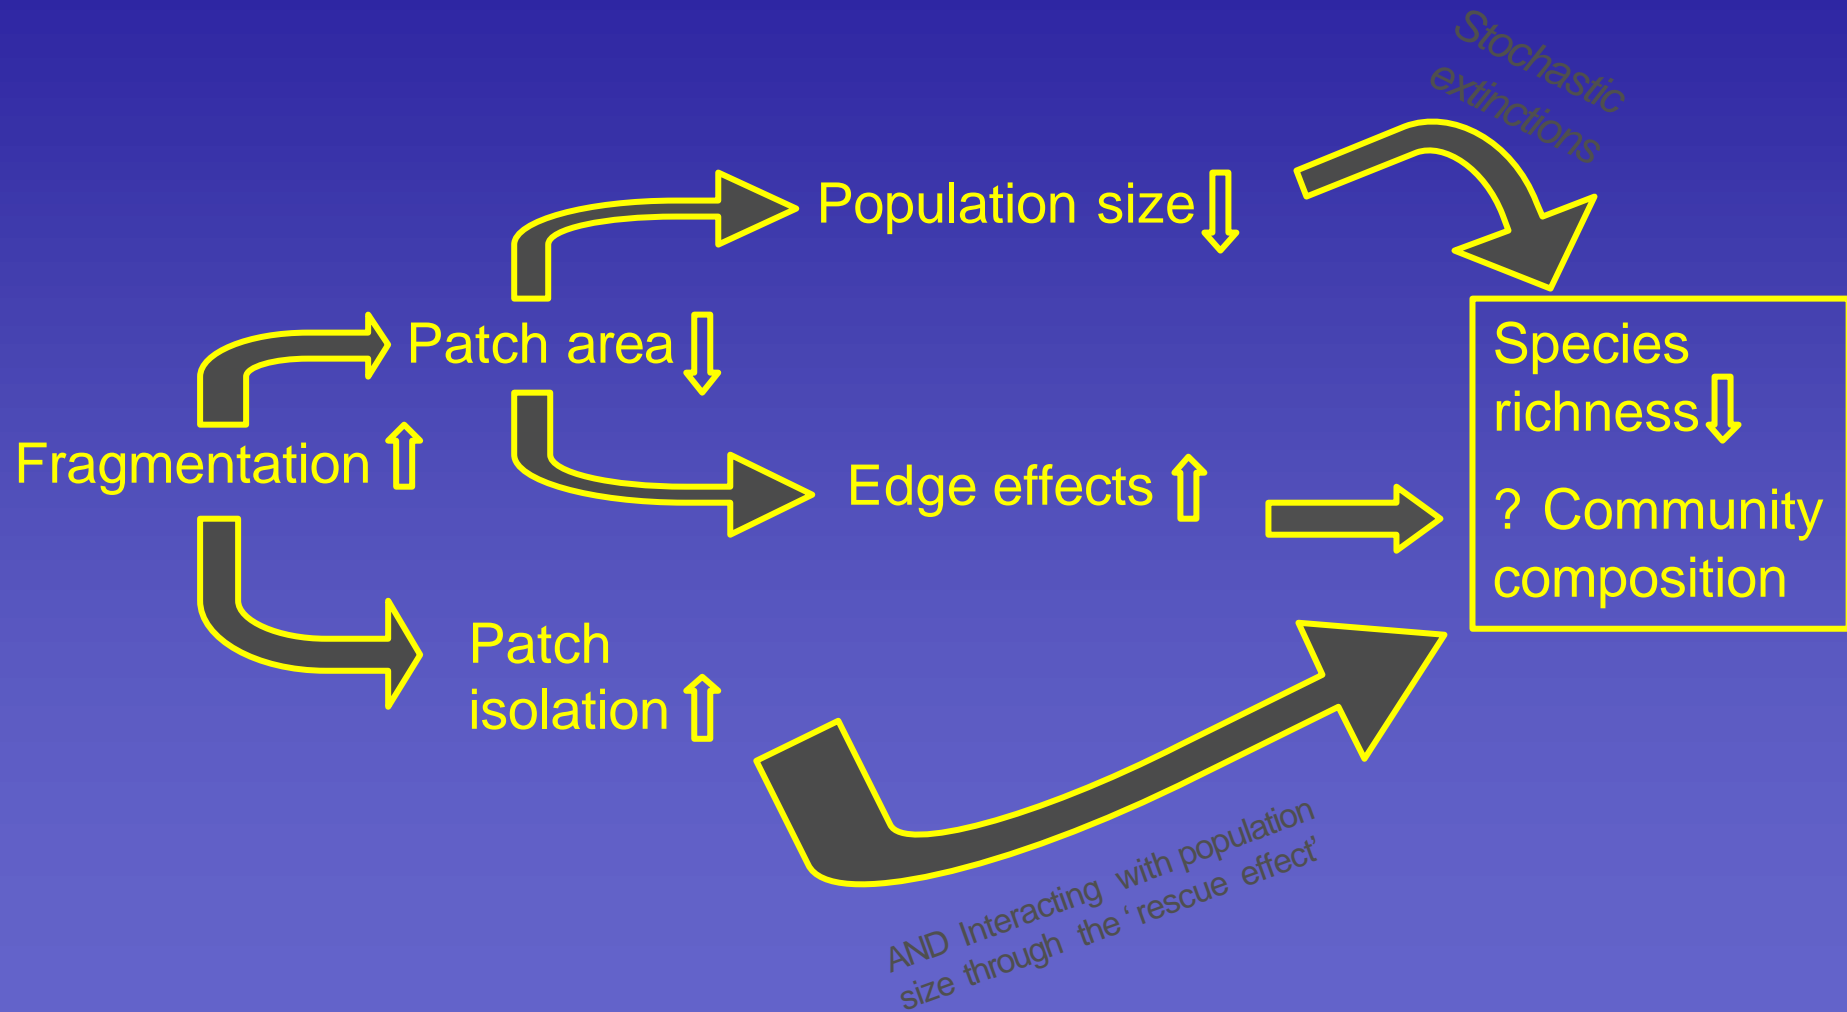 Stochastic
extinctions
Population size
Patch area
Fragmentation
Edge effects
Patch
isolation
Species
richness
? Community
composition
AND Interacting with population
size through the ‘ rescue effect’